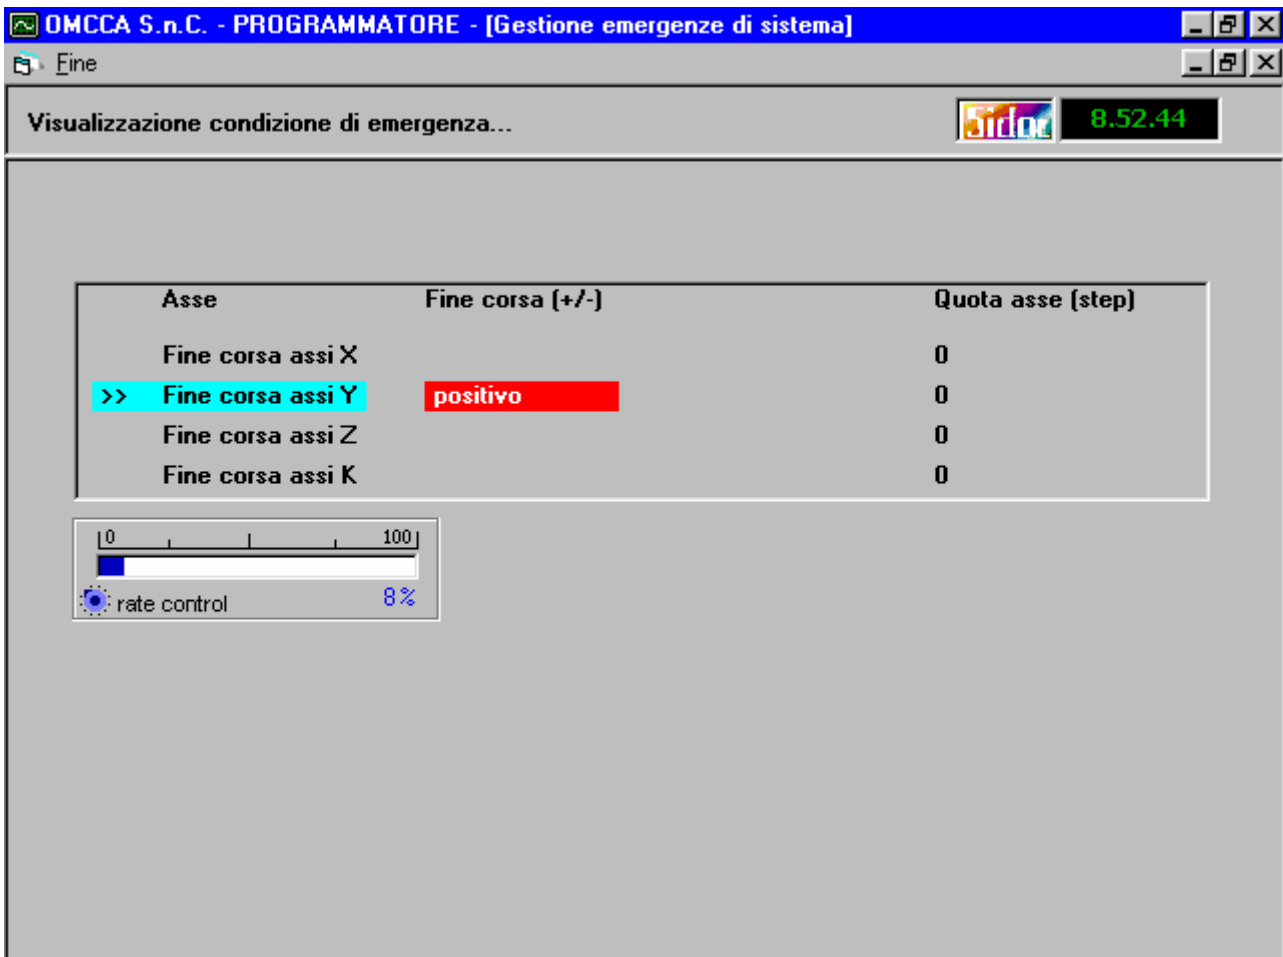 OMCCA S.n.C. - PROGRAMMATORE - [Gestione emergenze di sistema]
Fine
Visualizzazione condizione di emergenza...
Sidac 8.52.44
Asse Fine corsa (+/-) Quota asse (step)
Fine corsa assi X 0
>> Fine corsa assi Y positivo 0
Fine corsa assi Z 0
Fine corsa assi K 0
0 100
rate control 8%